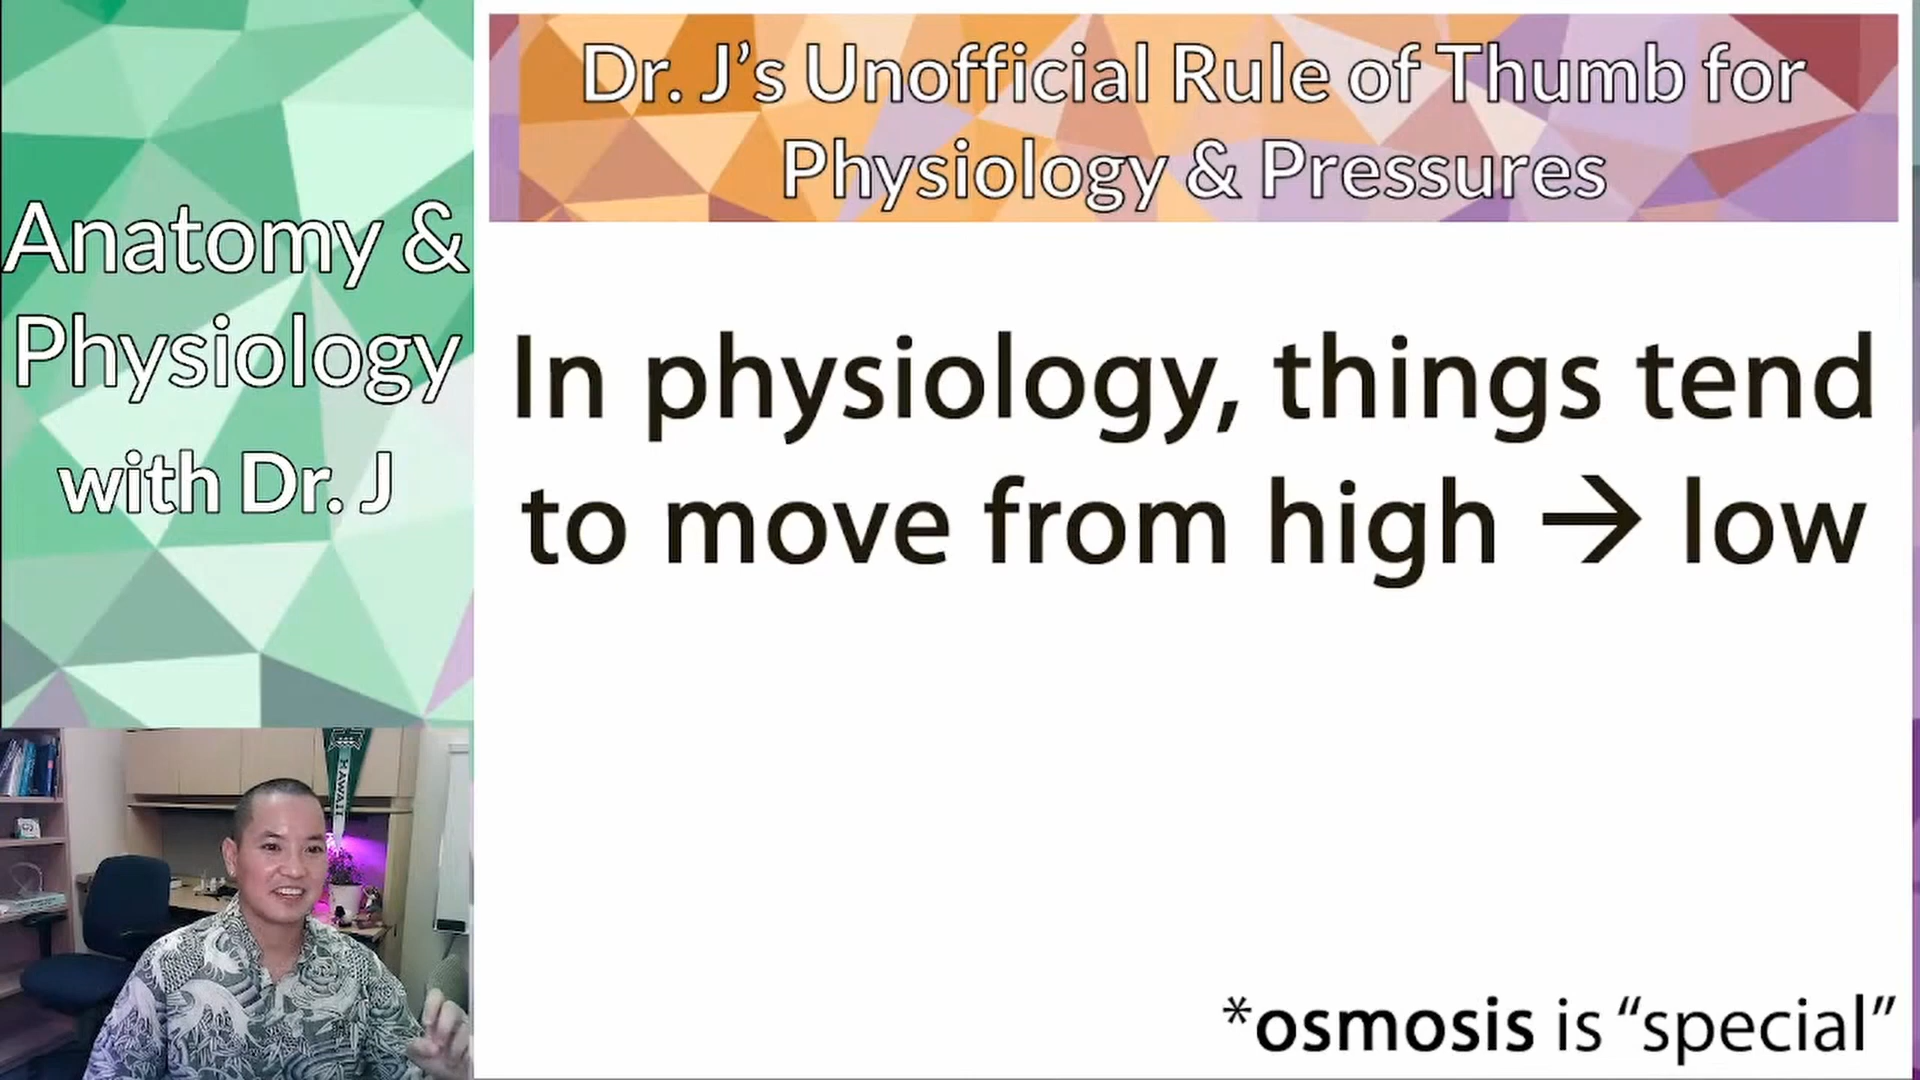 Anatomy &
Physiology
with Dr. J
Dr. J’s Unofficial Rule of Thumb for
Physiology & Pressures
In physiology, things tend
to move from high → low
*osmosis is “special”
HAWAII